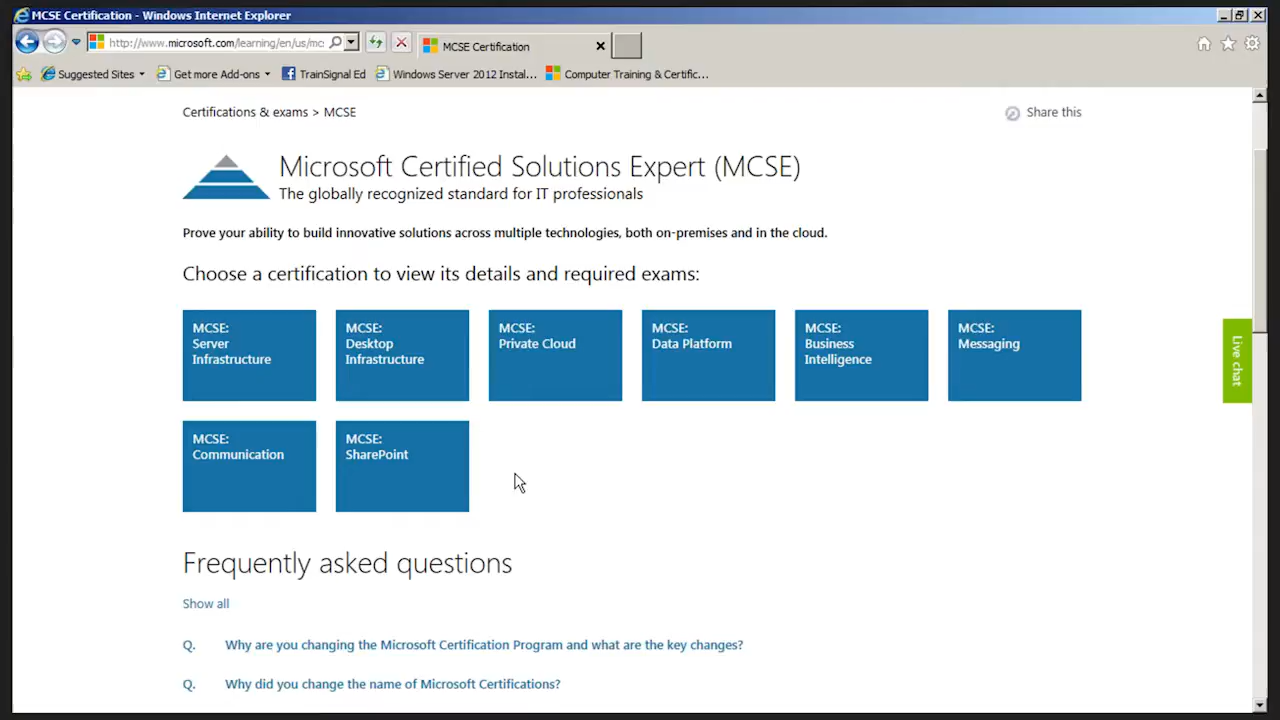 MCSE Certification - Windows Internet Explorer
http://www.microsoft.com/learning/en/us/mc
MCSE Certification
Suggested Sites
Get more Add-ons
TrainSignal Ed
Windows Server 2012 Instal...
Computer Training & Certific...
Certifications & exams > MCSE
Share this
Microsoft Certified Solutions Expert (MCSE)
The globally recognized standard for IT professionals
Prove your ability to build innovative solutions across multiple technologies, both on-premises and in the cloud.
Choose a certification to view its details and required exams:
MCSE:
Server
Infrastructure
MCSE:
Desktop
Infrastructure
MCSE:
Private Cloud
MCSE:
Data Platform
MCSE:
Business
Intelligence
MCSE:
Messaging
Live chat
MCSE:
Communication
MCSE:
SharePoint
Frequently asked questions
Show all
Q. Why are you changing the Microsoft Certification Program and what are the key changes?
Q. Why did you change the name of Microsoft Certifications?